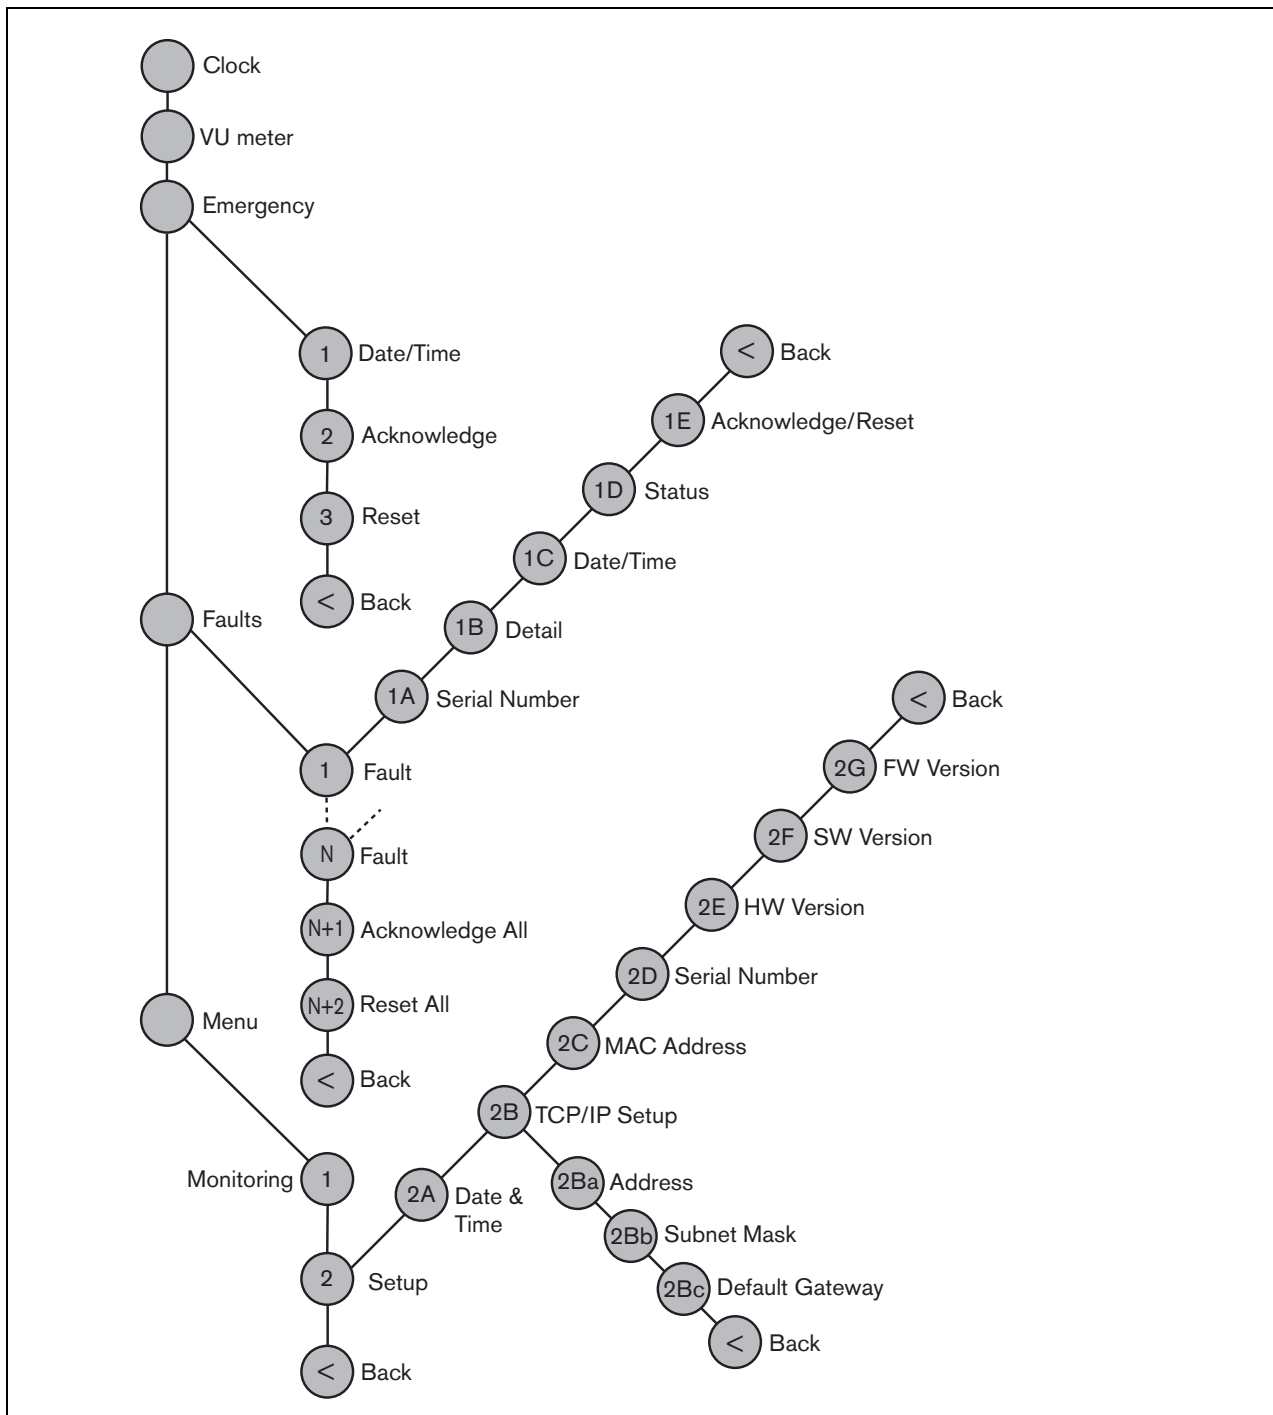 Clock
VU meter
Emergency
1 Date/Time
2 Acknowledge
3 Reset
< Back
< Back
1E Acknowledge/Reset
1D Status
1C Date/Time
1B Detail
1A Serial Number
Faults
1 Fault
N Fault
N+1 Acknowledge All
N+2 Reset All
< Back
< Back
2G FW Version
2F SW Version
2E HW Version
2D Serial Number
2C MAC Address
2B TCP/IP Setup
2A Date &
Time
2Ba Address
2Bb Subnet Mask
2Bc Default Gateway
< Back
Menu
Monitoring 1
2 Setup
< Back